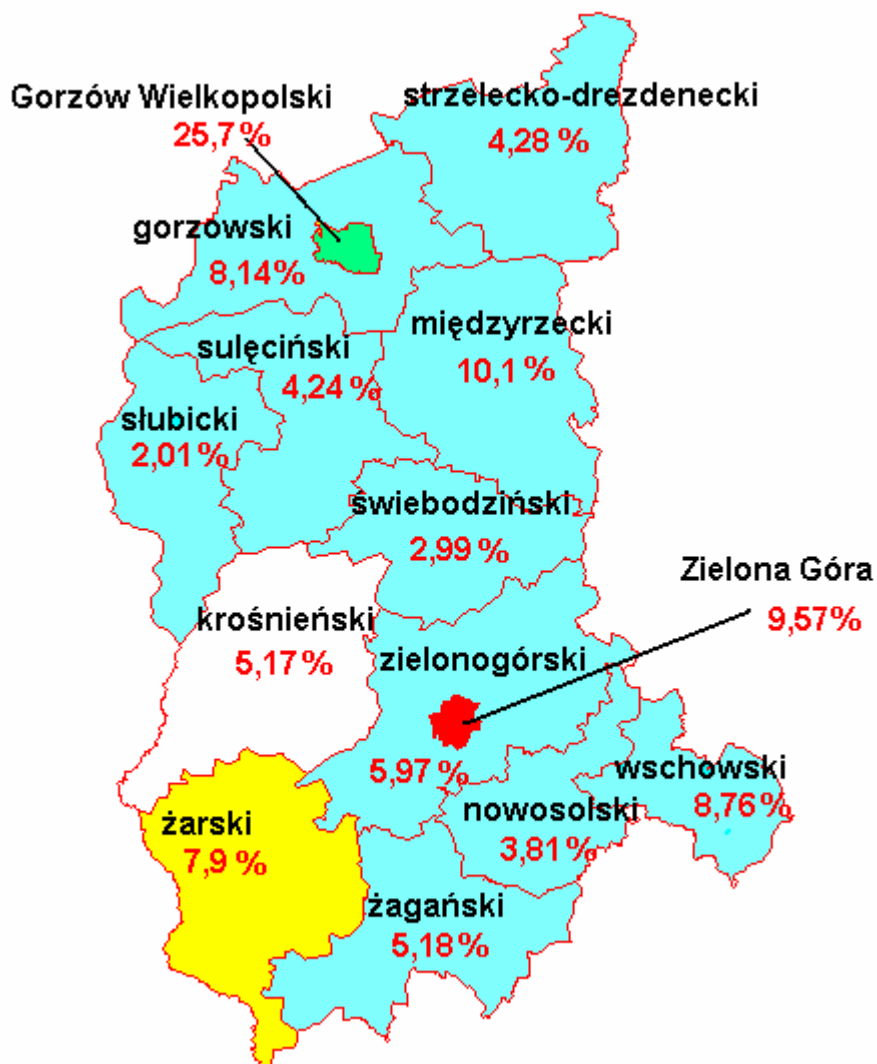 Gorzów Wielkopolski
25,7 %
strzelecko-drezdenecki
4,28 %
gorzowski
8,14 %
międzyrzecki
10,1 %
sulęciński
4,24 %
słubicki
2,01 %
świebodziński
2,99 %
Zielona Góra
9,57%
krośnieński
5,17 %
zielonogórski
5,97 %
wschowski
8,76 %
nowosolski
3,81 %
żarski
7,9 %
żagański
5,18 %